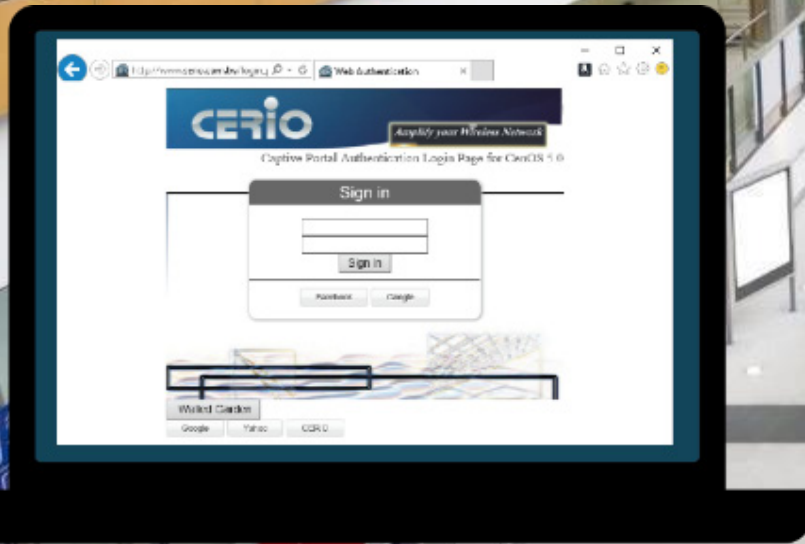 Web Authentication
CERIO
Amplify your Wireless Network
Captive Portal Authentication Login Page for CenOS 5.0
Sign in
Sign in
Facebook Google
Walled Garden
Google Yahoo CERIO